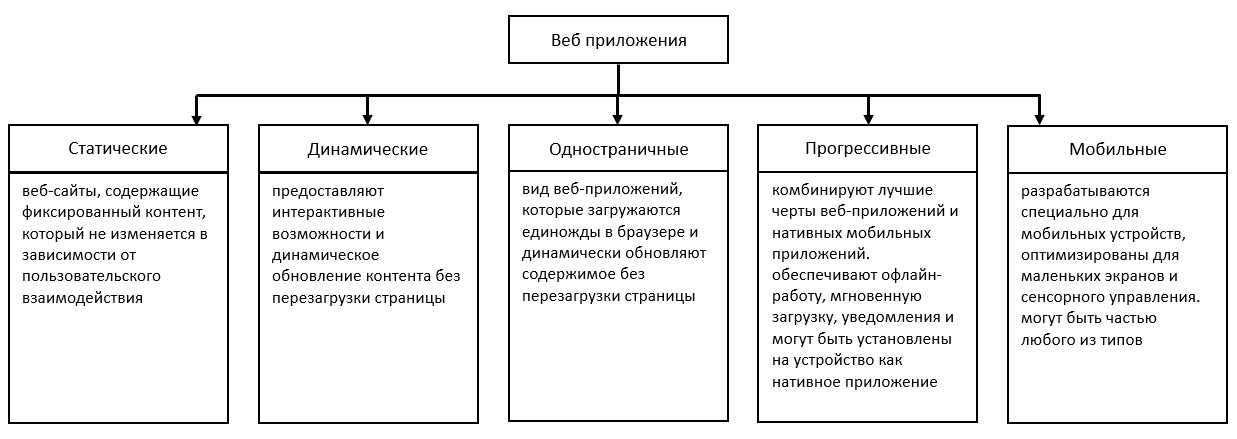 Веб приложения
Статические
веб-сайты, содержащие
фиксированный контент,
который не изменяется в
зависимости от
пользовательского
взаимодействия
Динамические
предоставляют
интерактивные
возможности и
динамическое
обновление контента без
перезагрузки страницы
Одностраничные
вид веб-приложений,
которые загружаются
единожды в браузере и
динамически обновляют
содержимое без
перезагрузки страницы
Прогрессивные
комбинируют лучшие
черты веб-приложений и
нативных мобильных
приложений.
обеспечивают офлайн-
работу, мгновенную
загрузку, уведомления и
могут быть установлены
на устройство как
нативное приложение
Мобильные
разрабатываются
специально для
мобильных устройств,
оптимизированы для
маленьких экранов и
сенсорного управления.
могут быть частью
любого из типов